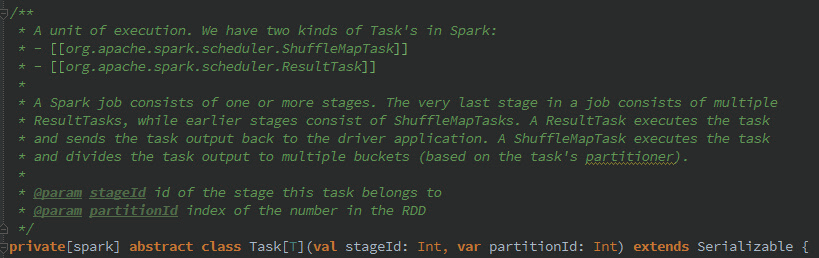 /**
* A unit of execution. We have two kinds of Task's in Spark:
* - [[org.apache.spark.scheduler.ShuffleMapTask]]
* - [[org.apache.spark.scheduler.ResultTask]]
*
* A Spark job consists of one or more stages. The very last stage in a job consists of multiple
* ResultTasks, while earlier stages consist of ShuffleMapTasks. A ResultTask executes the task
* and sends the task output back to the driver application. A ShuffleMapTask executes the task
* and divides the task output to multiple buckets (based on the task's partitioner).
*
* @param stageId id of the stage this task belongs to
* @param partitionId index of the number in the RDD
*/
private[spark] abstract class Task[T](val stageId: Int, var partitionId: Int) extends Serializable {